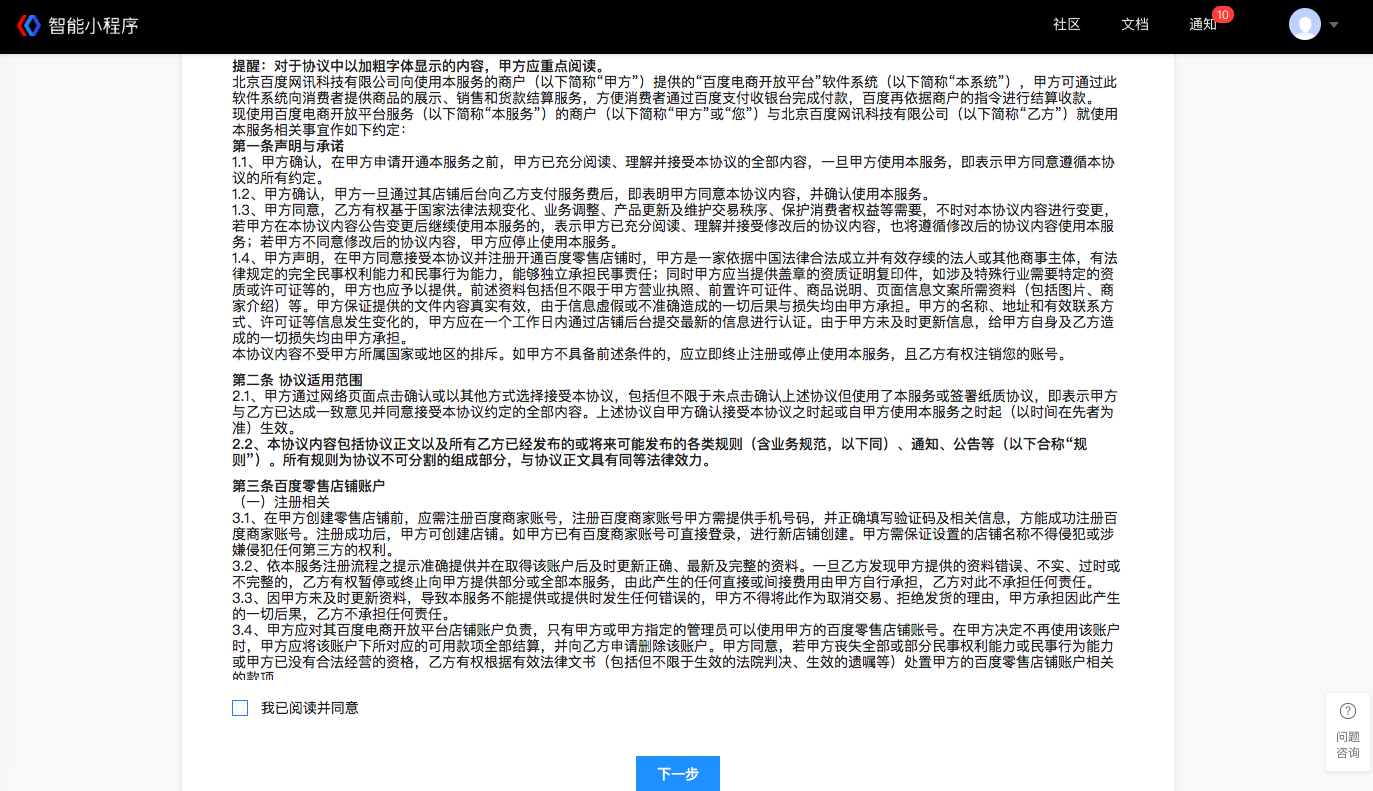 智能小程序
社区
文档
通知
10
提醒：对于协议中以加粗字体显示的内容，甲方应重点阅读。
北京百度网讯科技有限公司向使用本服务的商户（以下简称“甲方”）提供的“百度电商开放平台”软件系统（以下简称“本系统”），甲方可通过此
软件系统向消费者提供商品的展示、销售和货款结算服务，方便消费者通过百度支付收银台完成付款，百度再依据商户的指令进行结算收款。
现使用百度电商开放平台服务（以下简称“本服务”）的商户（以下简称“甲方”或“您”）与北京百度网讯科技有限公司（以下简称“乙方”）就使用
本服务相关事宜作如下约定：
第一条声明与承诺
1.1、甲方确认，在甲方申请开通本服务之前，甲方已充分阅读、理解并接受本协议的全部内容，一旦甲方使用本服务，即表示甲方同意遵循本协
议的所有约定。
1.2、甲方确认，甲方一旦通过其店铺后台向乙方支付服务费后，即表明甲方同意本协议内容，并确认使用本服务。
1.3、甲方同意，乙方有权基于国家法律法规变化、业务调整、产品更新及维护交易秩序、保护消费者权益等需要，不时对本协议内容进行变更，
若甲方在本协议内容公告变更后继续使用本服务的，表示甲方已充分阅读、理解并接受修改后的协议内容，也将遵循修改后的协议内容使用本服
务；若甲方不同意修改后的协议内容，甲方应停止使用本服务。
1.4、甲方声明，在甲方同意接受本协议并注册开通百度零售店铺时，甲方是一家依据中国法律合法成立并有效存续的法人或其他商事主体，有法
律规定的完全民事权利能力和民事行为能力，能够独立承担民事责任；同时甲方应当提供盖章的资质证明复印件，如涉及特殊行业需要特定的资
质或许可证等的，甲方也应予以提供。前述资料包括但不限于甲方营业执照、前置许可证件、商品说明、页面信息文案所需资料（包括图片、商
家介绍）等。甲方保证提供的文件内容真实有效，由于信息虚假或不准确造成的一切后果与损失均由甲方承担。甲方的名称、地址和有效联系方
式、许可证等信息发生变化的，甲方应在一个工作日内通过店铺后台提交最新的信息进行认证。由于甲方未及时更新信息，给甲方自身及乙方造
成的一切损失均由甲方承担。
本协议内容不受甲方所属国家或地区的排斥。如甲方不具备前述条件的，应立即终止注册或停止使用本服务，且乙方有权注销您的账号。
第二条 协议适用范围
2.1、甲方通过网络页面点击确认或以其他方式选择接受本协议，包括但不限于未点击确认上述协议但使用了本服务或签署纸质协议，即表示甲方
与乙方已达成一致意见并同意接受本协议约定的全部内容。上述协议自甲方确认接受本协议之时起或自甲方使用本服务之时起（以时间在先者为
准）生效。
2.2、本协议内容包括协议正文以及所有乙方已经发布的或将来可能发布的各类规则（含业务规范，以下同）、通知、公告等（以下合称“规
则”）。所有规则为协议不可分割的组成部分，与协议正文具有同等法律效力。
第三条百度零售店铺账户
（一）注册相关
3.1、在甲方创建零售店铺前，应需注册百度商家账号，注册百度商家账号甲方需提供手机号码，并正确填写验证码及相关信息，方能成功注册百
度商家账号。注册成功后，甲方可创建店铺。如甲方已有百度商家账号可直接登录，进行新店铺创建。甲方需保证设置的店铺名称不得侵犯或涉
嫌侵犯任何第三方的权利。
3.2、依本服务注册流程之提示准确提供并在取得该账户后及时更新正确、最新及完整的资料。一旦乙方发现甲方提供的资料错误、不实、过时或
不完整的，乙方有权暂停或终止向甲方提供部分或全部本服务，由此产生的任何直接或间接费用由甲方自行承担，乙方对此不承担任何责任。
3.3、因甲方未及时更新资料，导致本服务不能提供或提供时发生任何错误的，甲方不得将此作为取消交易、拒绝发货的理由，甲方承担因此产生
的一切后果，乙方不承担任何责任。
3.4、甲方应对其百度电商开放平台店铺账户负责，只有甲方或甲方指定的管理员可以使用甲方的百度零售店铺账号。在甲方决定不再使用该账户
时，甲方应将该账户下所对应的可用款项全部结算，并向乙方申请删除该账户。甲方同意，若甲方丧失全部或部分民事权利能力或民事行为能力
或甲方已没有合法经营的资格，乙方有权根据有效法律文书（包括但不限于生效的法院判决、生效的遗嘱等）处置甲方的百度零售店铺账户相关
的款项
我已阅读并同意
下一步
问题
咨询